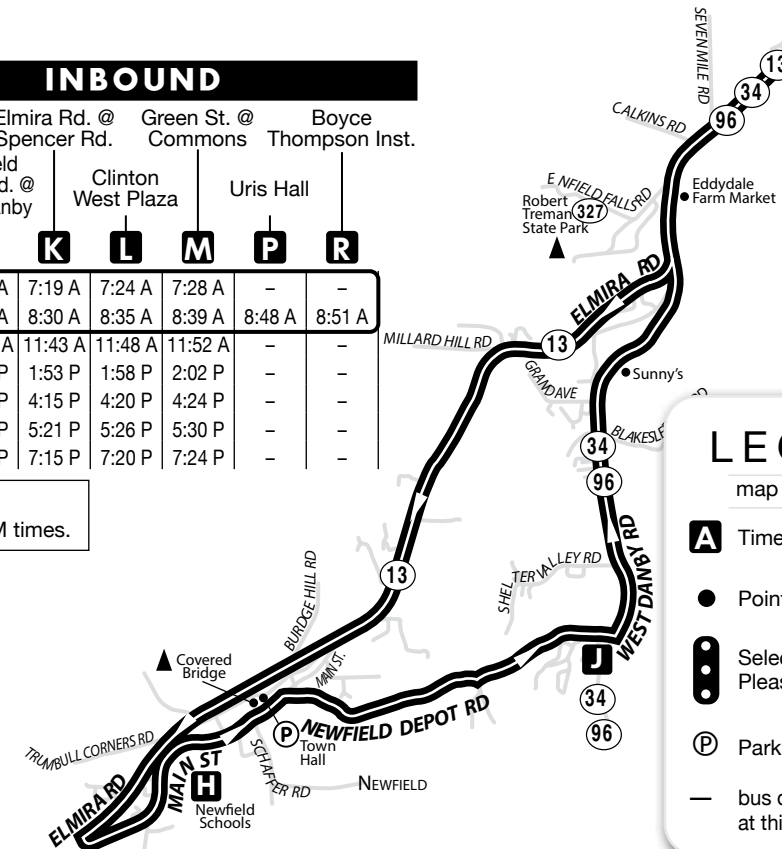 INBOUND
Elmira Rd. @
Spencer Rd.
Green St. @
Commons
Boyce
Thompson Inst.
d. @
Clinton
West Plaza
Uris Hall
K L M P R
A 7:19 A 7:24 A 7:28 A – –
A 8:30 A 8:35 A 8:39 A 8:48 A 8:51 A
A 11:43 A 11:48 A 11:52 A – –
P 1:53 P 1:58 P 2:02 P – –
P 4:15 P 4:20 P 4:24 P – –
P 5:21 P 5:26 P 5:30 P – –
P 7:15 P 7:20 P 7:24 P – –
M times.
SEVENMILE RD
13
34
96
CALKINS RD
ENFIELD FALLS RD
327
Robert
Treman
State Park
Eddydale
Farm Market
ELMIRA RD
13
MILLARD HILL RD
GRAND AVE
Sunny's
BLAKESLE
34
96
WEST DANBY RD
SHELTER VALLEY RD
J
34
96
13
BURDGE HILL RD
MAIN ST.
Covered
Bridge
NEWFIELD DEPOT RD
P
Town
Hall
TRUMBULL CORNERS RD
MAIN ST
SCHAFFER RD
NEWFIELD
H
Newfield
Schools
ELMIRA RD
LEG
map
A Time
Point
Selec
Pleas
P Park
bus d
at thi